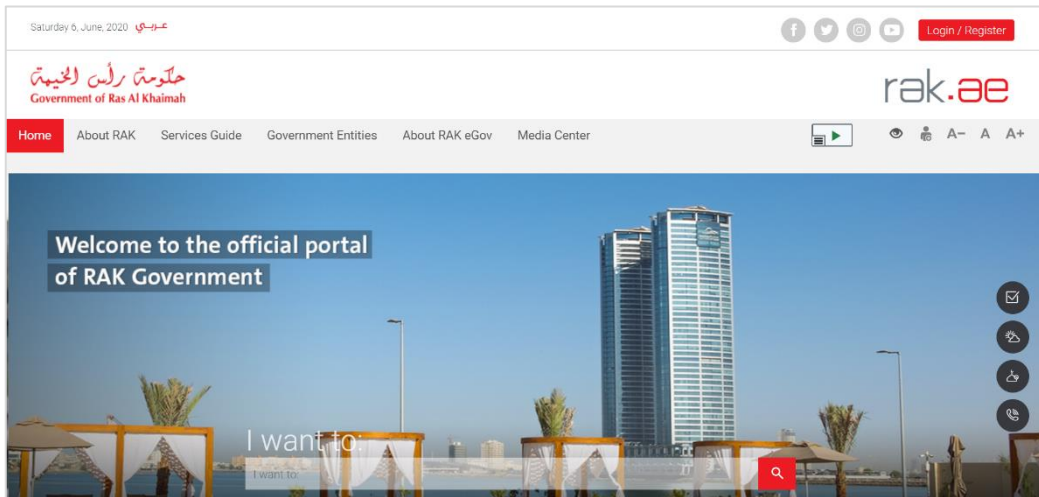 Saturday 6, June, 2020 عــربــي
Login / Register
حكومة رأس الخيمة
Government of Ras Al Khaimah
rak.ae
Home About RAK Services Guide Government Entities About RAK eGov Media Center
A- A A+
Welcome to the official portal
of RAK Government
I want to:
I want to: